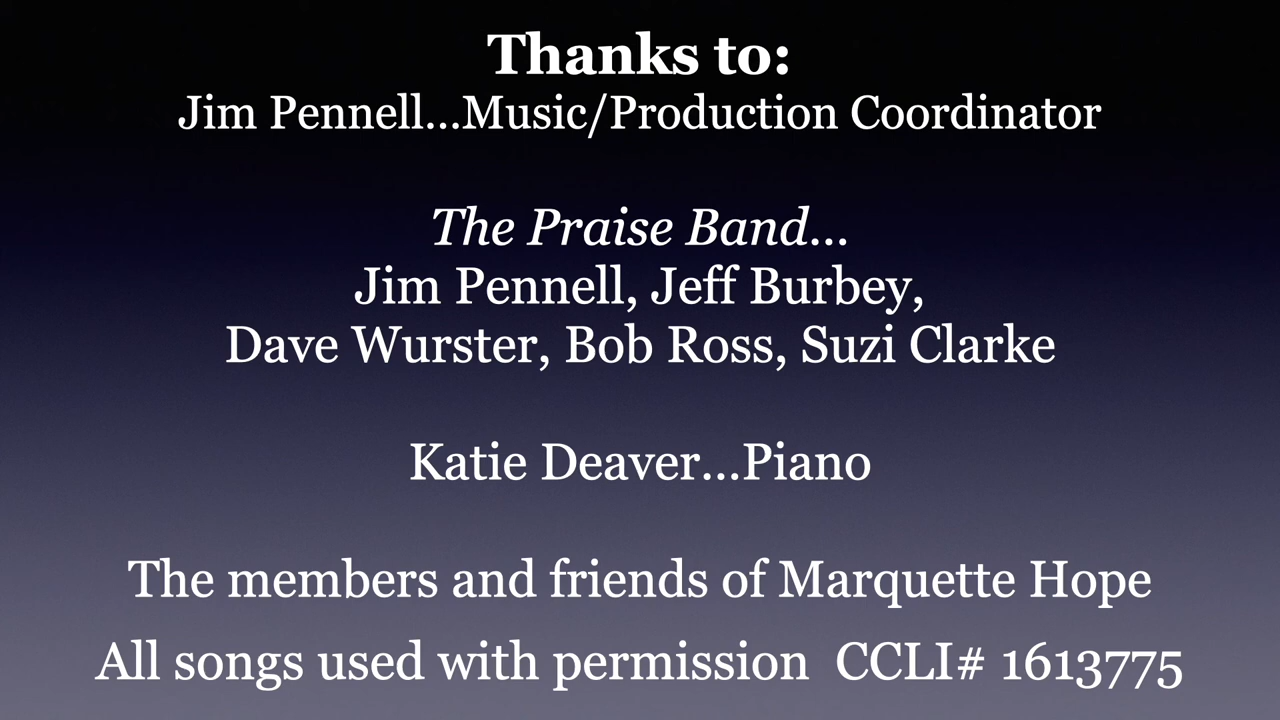 Thanks to:
Jim Pennell...Music/Production Coordinator
The Praise Band...
Jim Pennell, Jeff Burbey,
Dave Wurster, Bob Ross, Suzi Clarke
Katie Deaver...Piano
The members and friends of Marquette Hope
All songs used with permission  CCLI# 1613775